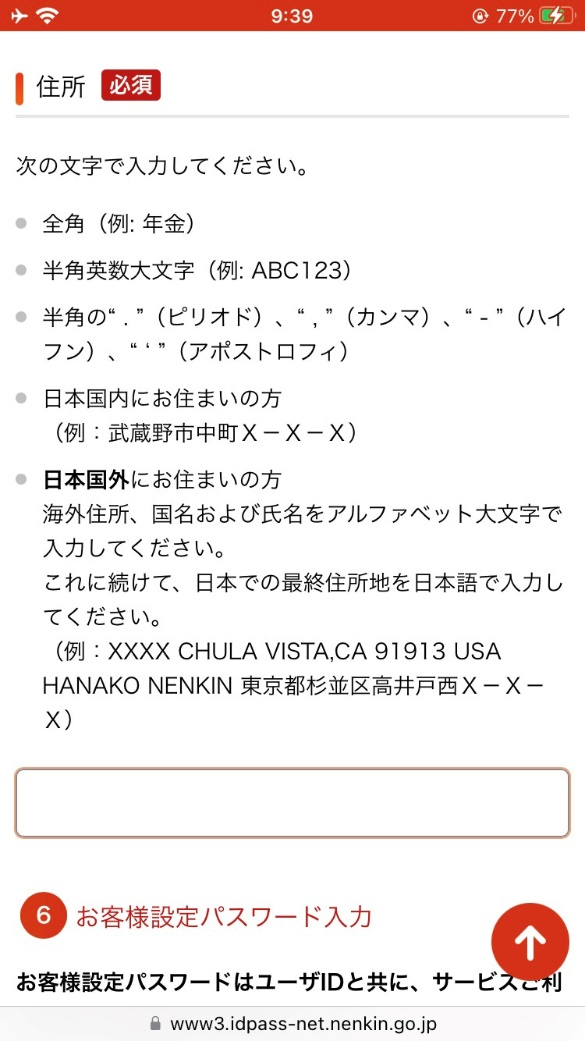 9:39
77%
住所 必須
次の文字で入力してください。
全角（例: 年金）
半角英数大文字（例: ABC123）
半角の“ . ”（ピリオド）、“ , ”（カンマ）、“ - ”（ハイ
フン）、“ ‘ ”（アポストロフィ）
日本国内にお住まいの方
（例：武蔵野市中町Ｘ－Ｘ－Ｘ）
日本国外にお住まいの方
海外住所、国名および氏名をアルファベット大文字で
入力してください。
これに続けて、日本での最終住所地を日本語で入力し
てください。
（例：XXXX CHULA VISTA,CA 91913 USA
HANAKO NENKIN 東京都杉並区高井戸西Ｘ－Ｘ－
Ｘ）
6 お客様設定パスワード入力
お客様設定パスワードはユーザIDと共に、サービスご利
www3.idpass-net.nenkin.go.jp